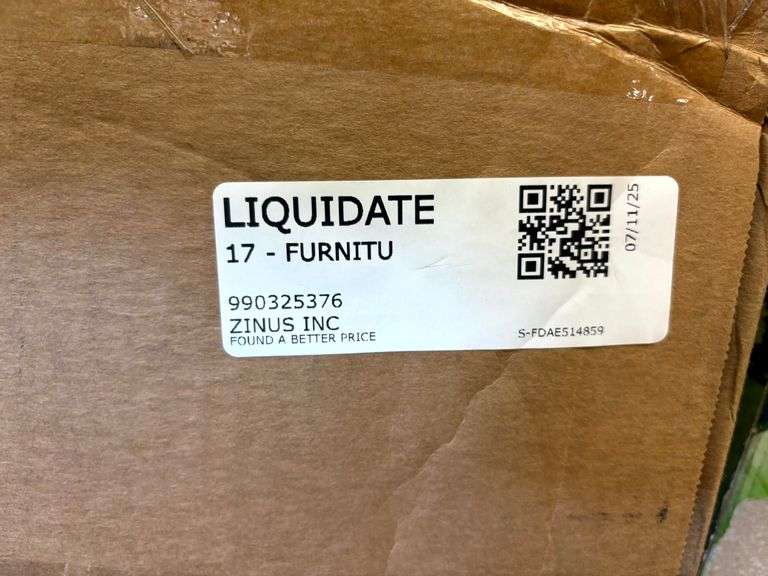 LIQUIDATE
17 - FURNITU
990325376
ZINUS INC
FOUND A BETTER PRICE
07/11/25
S-FDAE514859